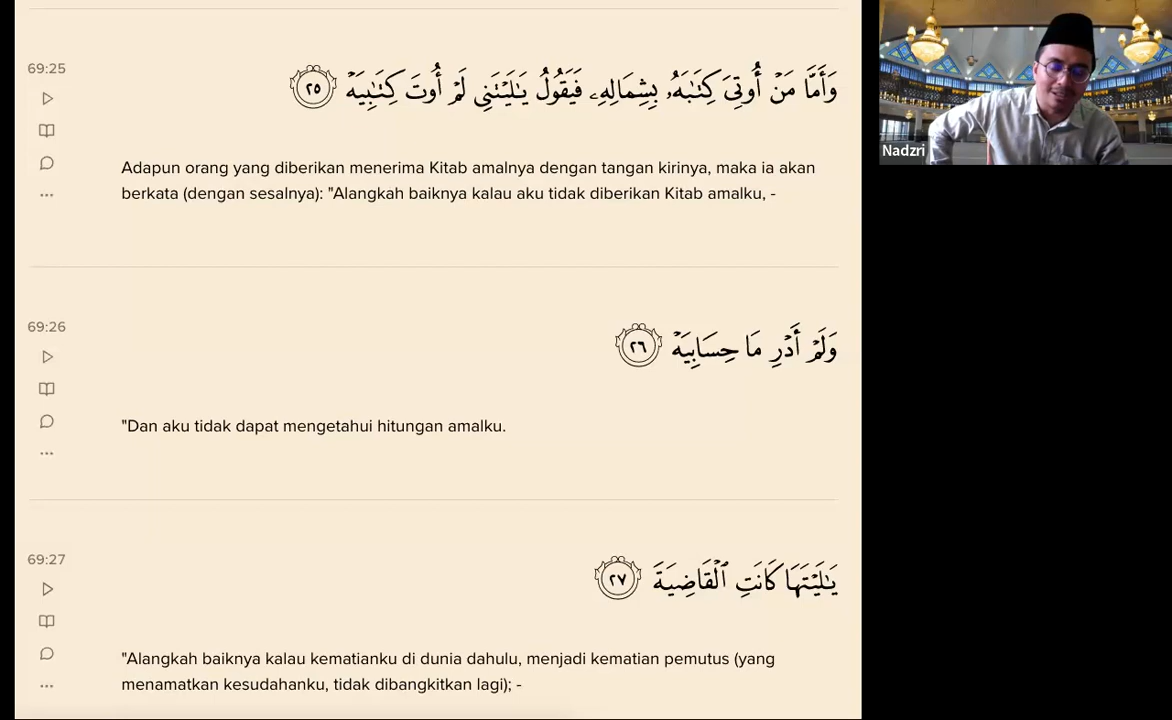 69:25
وَأَمَّا مَنۡ أُوتِيَ كِتَٰبَهُۥ بِشِمَالِهِۦ فَيَقُولُ يَٰلَيۡتَنِي لَمۡ أُوتَ كِتَٰبِيَهۡ ٢٥
Adapun orang yang diberikan menerima Kitab amalnya dengan tangan kirinya, maka ia akan
berkata (dengan sesalnya): "Alangkah baiknya kalau aku tidak diberikan Kitab amalku, -
69:26
وَلَمۡ أَدۡرِ مَا حِسَابِيَهۡ ٢٦
"Dan aku tidak dapat mengetahui hitungan amalku.
69:27
يَٰلَيۡتَهَا كَانَتِ ٱلۡقَاضِيَةَ ٢٧
"Alangkah baiknya kalau kematianku di dunia dahulu, menjadi kematian pemutus (yang
menamatkan kesudahanku, tidak dibangkitkan lagi); -
Nadzri